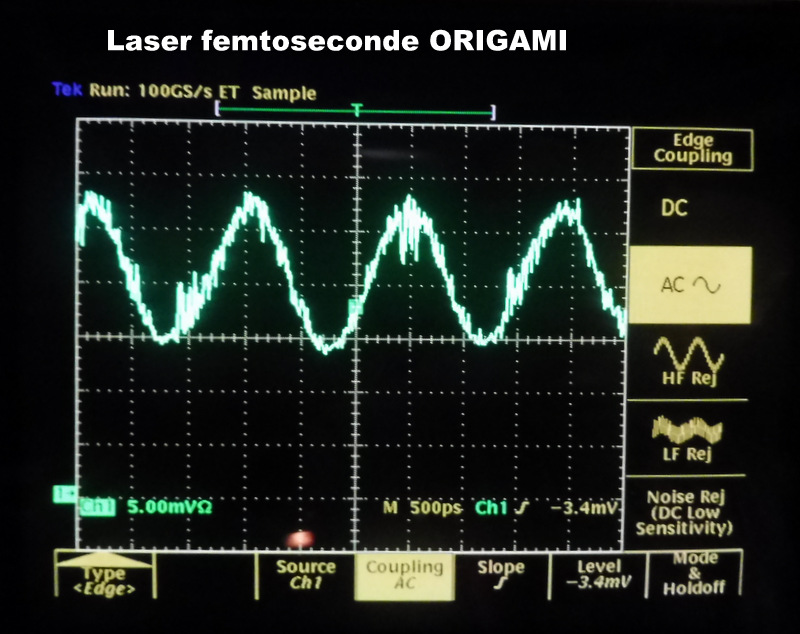 Laser femtoseconde ORIGAMI
Tek Run: 100GS/s ET Sample
T
Edge
Coupling
DC
AC
HF Rej
LF Rej
Noise Rej
(DC Low
Sensitivity)
1
Ch1 5.00mVΩ M 500ps Ch1 -3.4mV
Type
<Edge>
Source
Ch1
Coupling
AC
Slope
Level
-3.4mV
Mode
&
Holdoff